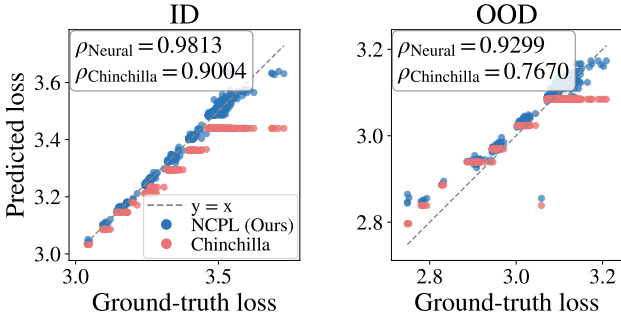 ID
ρNeural = 0.9813
ρChinchilla = 0.9004
Predicted loss
3.6
3.4
3.2
3.0
y = x
NCPL (Ours)
Chinchilla
3.0
3.5
Ground-truth loss
OOD
ρNeural = 0.9299
ρChinchilla = 0.7670
3.2
3.0
2.8
2.8
3.0
3.2
Ground-truth loss